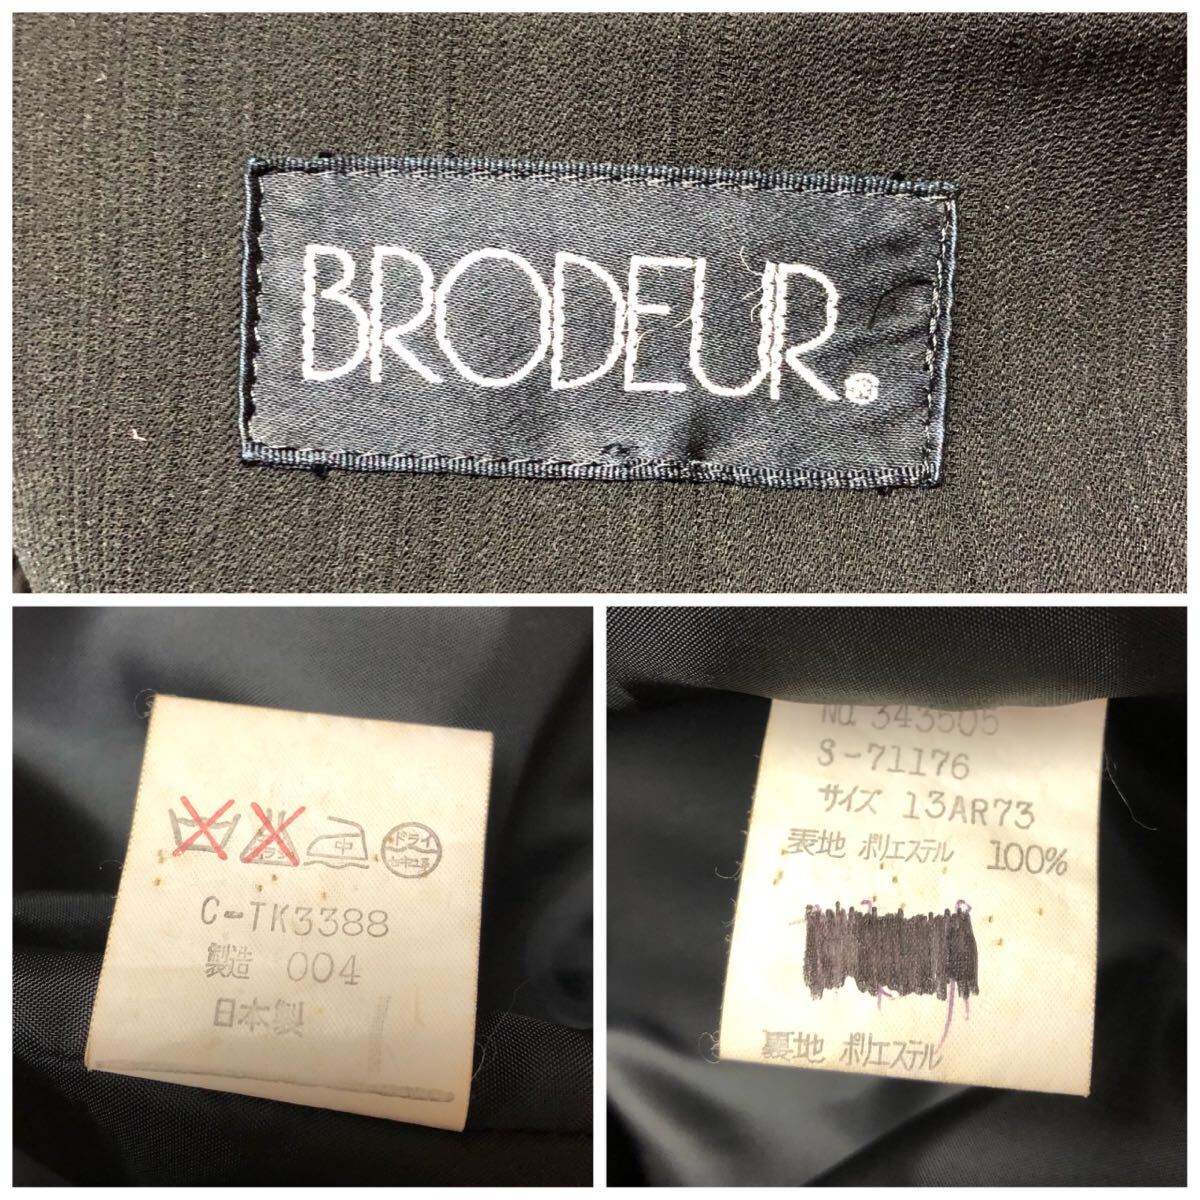 BRODEUR®
中 ドライ
C-TK3388
製造 004
日本製
No. 343505
S-71176
サイズ 13AR73
表地 ポリエステル 100%
裏地 ポリエステル